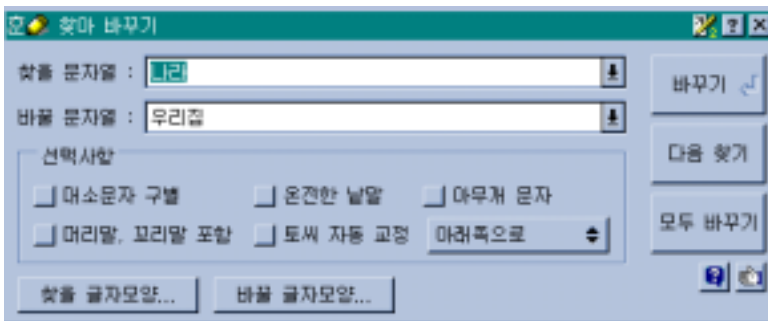 찾아 바꾸기
찾을 문자열 : 나라
바꾸기
바꿀 문자열 : 우리집
선택사항
다음 찾기
대소문자 구별 온전한 낱말 아무개 문자
머리말, 꼬리말 포함 토씨 자동 교정 아래쪽으로
모두 바꾸기
찾을 글자모양... 바꿀 글자모양...